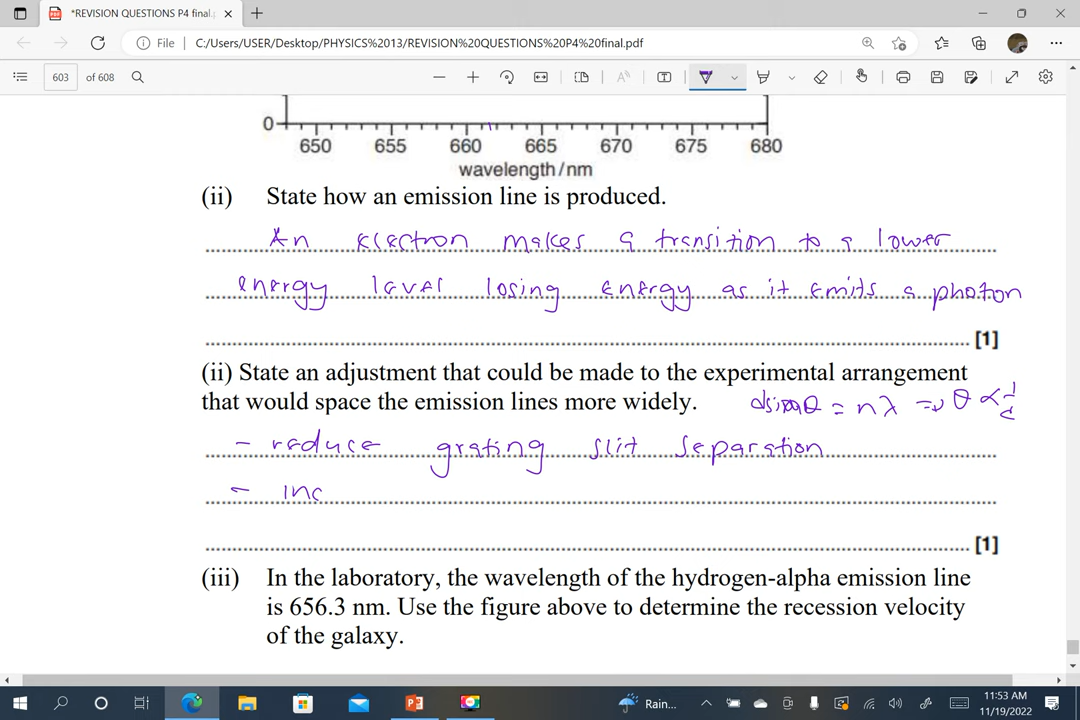 *REVISION QUESTIONS P4 final.
File
C:/Users/USER/Desktop/PHYSICS%2013/REVISION%20QUESTIONS%20P4%20final.pdf
603 of 608
0
650 655 660 665 670 675 680
wavelength/nm
(ii) State how an emission line is produced.
An electron makes a transition to a lower
energy level losing energy as it emits a photon
[1]
(ii) State an adjustment that could be made to the experimental arrangement
that would space the emission lines more widely. dsinθ = nλ => θ ∝ 1/d
- reduce grating slit separation
- inc
[1]
(iii) In the laboratory, the wavelength of the hydrogen-alpha emission line
is 656.3 nm. Use the figure above to determine the recession velocity
of the galaxy.
Rain...
11:53 AM
11/19/2022